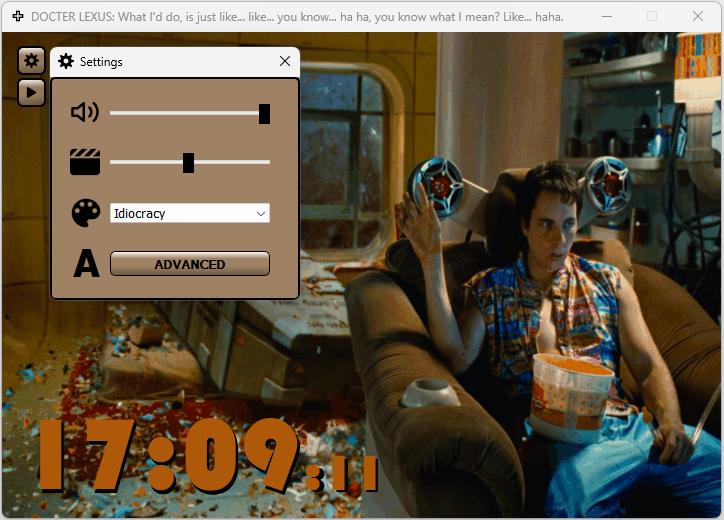 DOCTER LEXUS: What I'd do, is just like... like... you know... ha ha, you know what I mean? Like... haha.
Settings
Idiocracy
A
ADVANCED
17:09:11